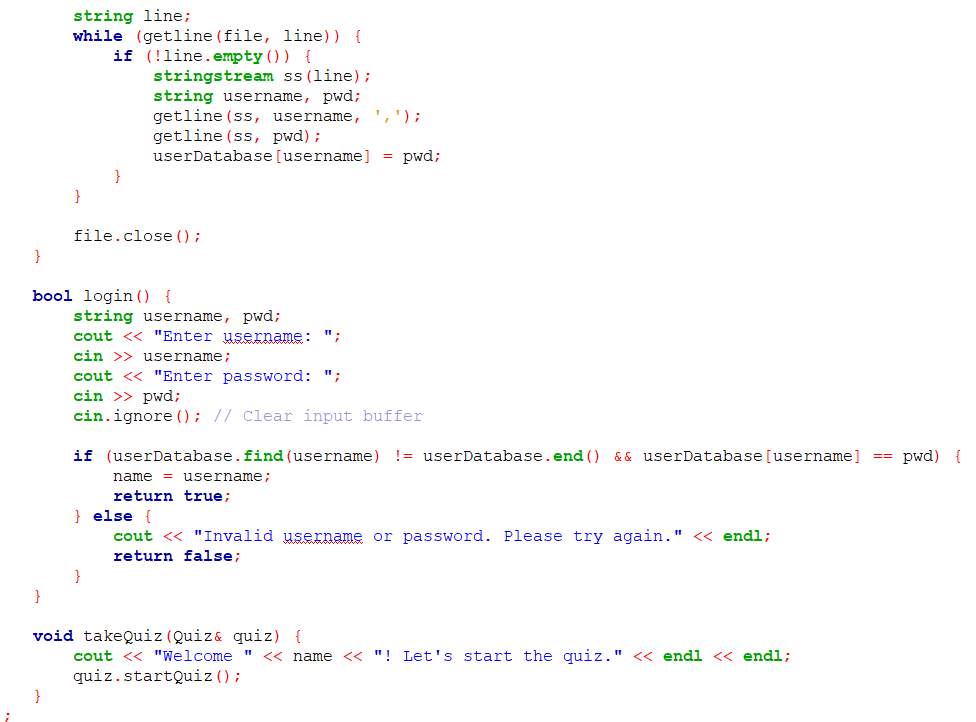 string line;
while (getline(file, line)) {
if (!line.empty()) {
stringstream ss(line);
string username, pwd;
getline(ss, username, ',');
getline(ss, pwd);
userDatabase[username] = pwd;
}
}
file.close();
}
bool login() {
string username, pwd;
cout << "Enter username: ";
cin >> username;
cout << "Enter password: ";
cin >> pwd;
cin.ignore(); // Clear input buffer
if (userDatabase.find(username) != userDatabase.end() && userDatabase[username] == pwd) {
name = username;
return true;
} else {
cout << "Invalid username or password. Please try again." << endl;
return false;
}
}
void takeQuiz(Quiz& quiz) {
cout << "Welcome " << name << "! Let's start the quiz." << endl << endl;
quiz.startQuiz();
}
;